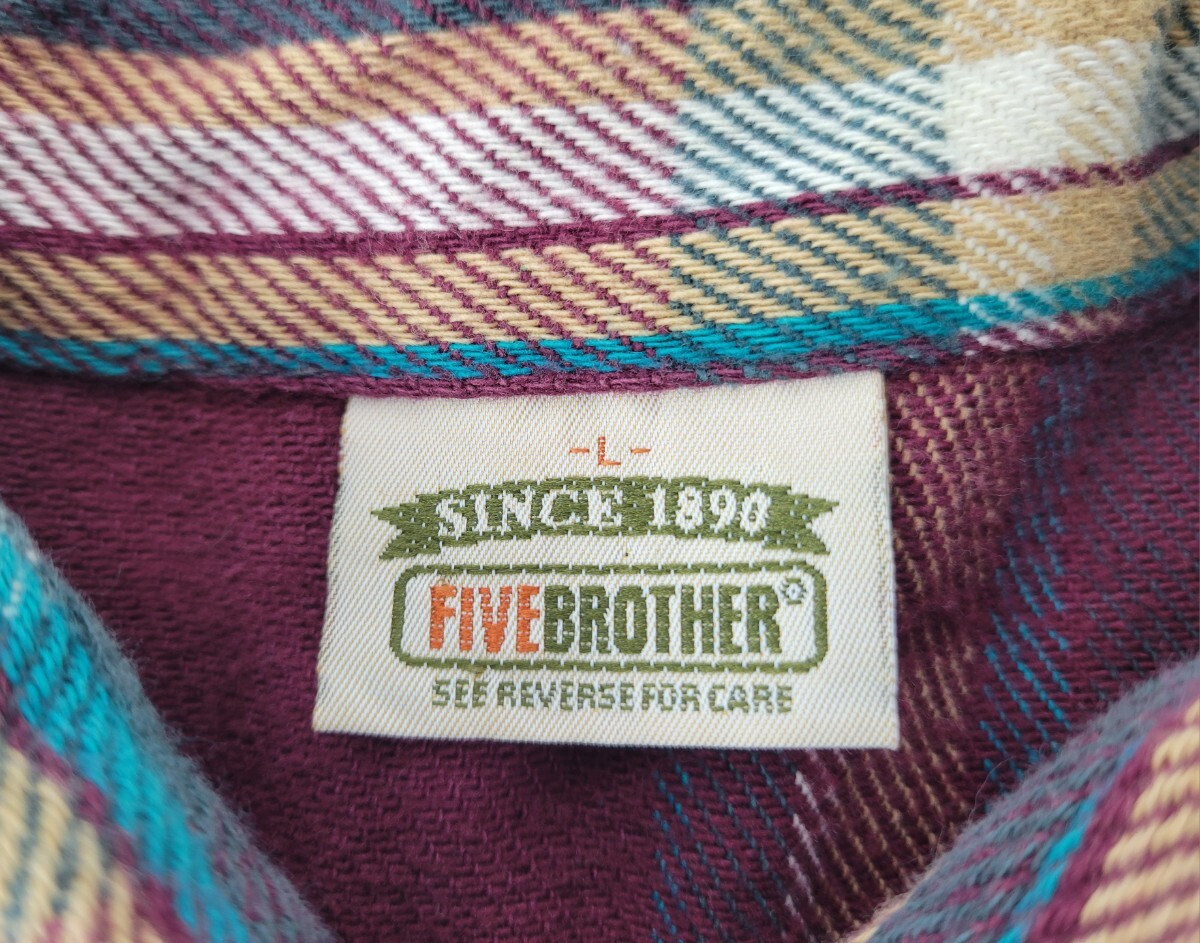 -L-
SINCE 1890
FIVEBROTHER®
SEE REVERSE FOR CARE